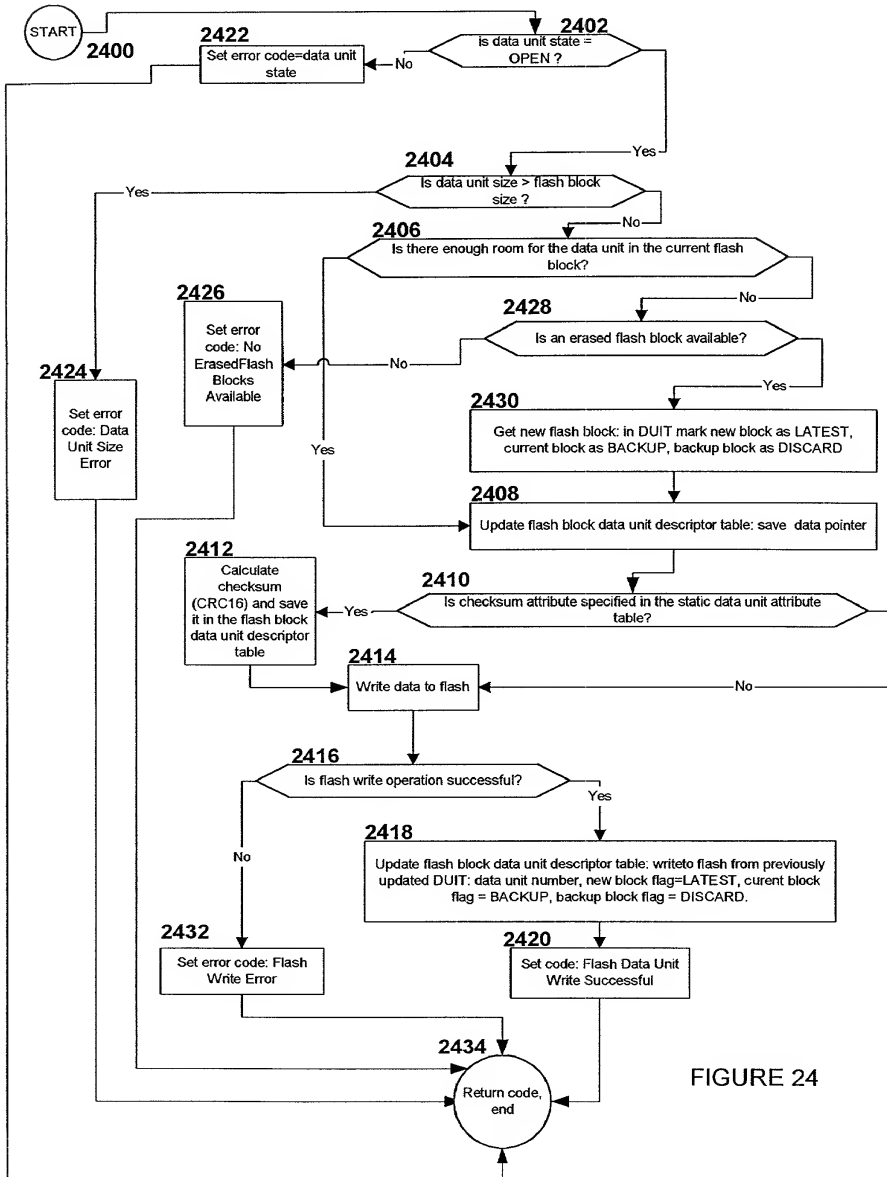 START
2400
2422
Set error code=data unit
state
No
2402
is data unit state =
OPEN ?
Yes
2404
Is data unit size > flash block
size ?
Yes
No
2406
Is there enough room for the data unit in the current flash
block?
No
2428
Is an erased flash block available?
No
Yes
2426
Set error
code: No
ErasedFlash
Blocks
Available
2424
Set error
code: Data
Unit Size
Error
Yes
2430
Get new flash block: in DUIT mark new block as LATEST,
current block as BACKUP, backup block as DISCARD
2408
Update flash block data unit descriptor table: save data pointer
2412
Calculate
checksum
(CRC16) and save
it in the flash block
data unit descriptor
table
Yes
2410
Is checksum attribute specified in the static data unit attribute
table?
2414
Write data to flash
No
2416
Is flash write operation successful?
Yes
No
2418
Update flash block data unit descriptor table: writeto flash from previously
updated DUIT: data unit number, new block flag=LATEST, curent block
flag = BACKUP, backup block flag = DISCARD.
2432
Set error code: Flash
Write Error
2420
Set code: Flash Data Unit
Write Successful
2434
Return code,
end
FIGURE 24